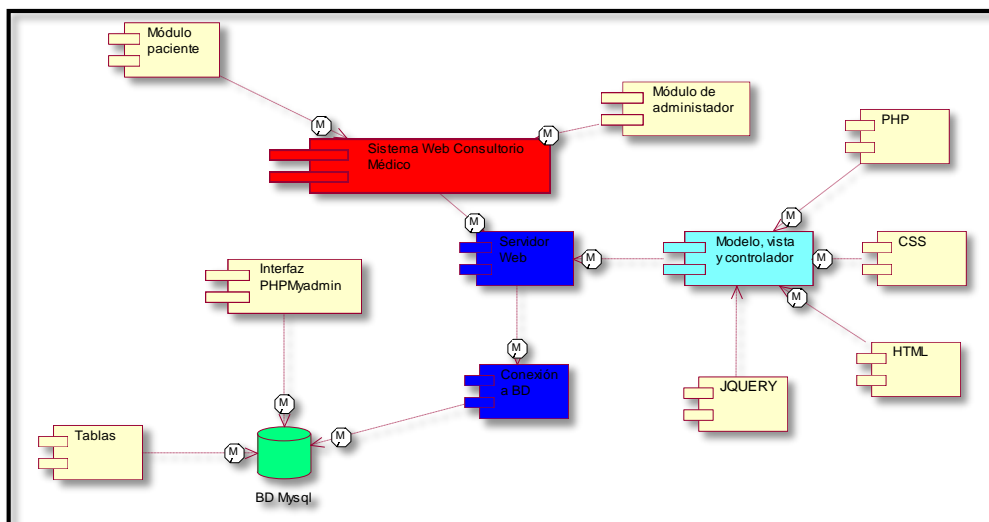 Módulo
paciente
M
Módulo de
administador
M
Sistema Web Consultorio
Médico
PHP
M
M
Servidor
Web
M
Modelo, vista
y controlador
M
CSS
Interfaz
PHPMyadmin
M
M
HTML
Conexión
a BD
JQUERY
M
M
Tablas
M
BD Mysql